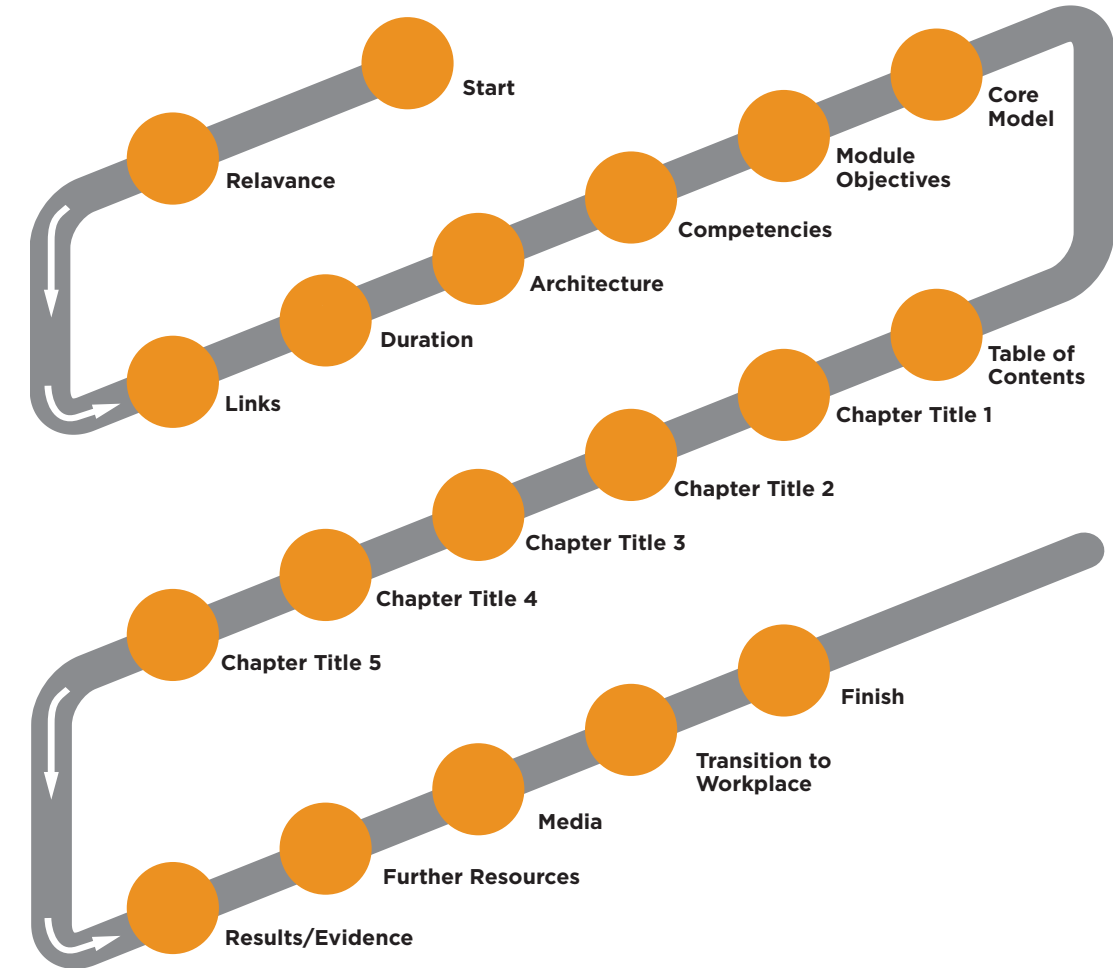 Start
Relavance
Links
Duration
Architecture
Competencies
Module
Objectives
Core
Model
Table of
Contents
Chapter Title 1
Chapter Title 2
Chapter Title 3
Chapter Title 4
Chapter Title 5
Results/Evidence
Further Resources
Media
Transition to
Workplace
Finish